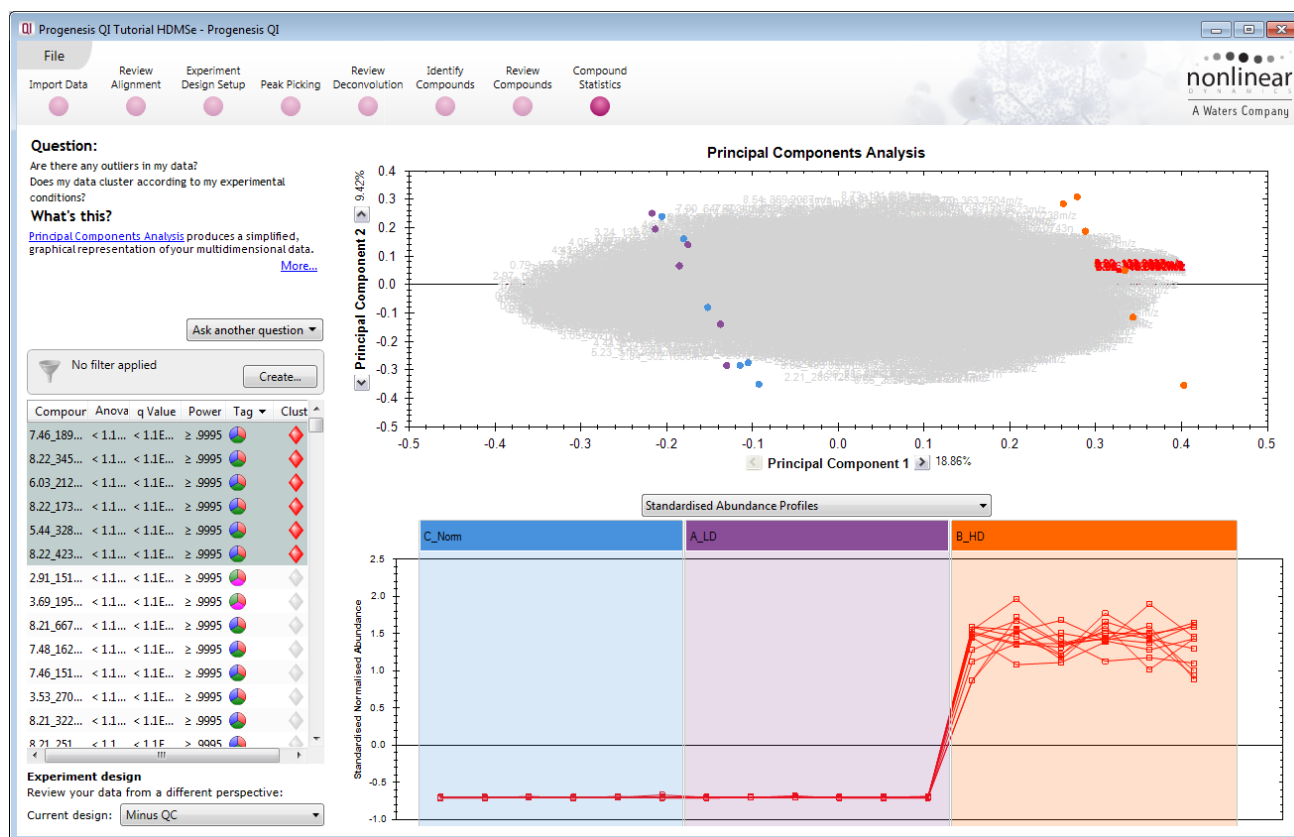 Progenesis QI Tutorial HDMSe - Progenesis QI
File
Import Data
Review Alignment
Experiment Design Setup
Peak Picking
Review Deconvolution
Identify Compounds
Review Compounds
Compound Statistics
nonlinear
DYNAMICS
A Waters Company
Question:
Are there any outliers in my data?
Does my data cluster according to my experimental
conditions?
What's this?
Principal Components Analysis produces a simplified,
graphical representation of your multidimensional data.
More...
Ask another question
No filter applied
Create...
Compour Anova q Value Power Tag Clust
7.46_189... < 1.1... < 1.1E... ≥ .9995
8.22_345... < 1.1... < 1.1E... ≥ .9995
6.03_212... < 1.1... < 1.1E... ≥ .9995
8.22_173... < 1.1... < 1.1E... ≥ .9995
5.44_328... < 1.1... < 1.1E... ≥ .9995
8.22_423... < 1.1... < 1.1E... ≥ .9995
2.91_151... < 1.1... < 1.1E... ≥ .9995
3.69_195... < 1.1... < 1.1E... ≥ .9995
8.21_667... < 1.1... < 1.1E... ≥ .9995
7.48_162... < 1.1... < 1.1E... ≥ .9995
7.46_151... < 1.1... < 1.1E... ≥ .9995
3.53_270... < 1.1... < 1.1E... ≥ .9995
8.21_322... < 1.1... < 1.1E... ≥ .9995
8.21_251 < 1.1 < 1.1E ≥ .9995
Experiment design
Review your data from a different perspective:
Current design: Minus QC
Principal Components Analysis
Principal Component 2 9.42%
0.4
0.3
0.2
0.1
0.0
-0.1
-0.2
-0.3
-0.4
-0.5
-0.5 -0.4 -0.3 -0.2 -0.1 0.0 0.1 0.2 0.3 0.4 0.5
Principal Component 1 18.86%
Standardised Abundance Profiles
C_Norm A_LD B_HD
Standardised Normalised Abundance
2.5
2.0
1.5
1.0
0.5
0.0
-0.5
-1.0